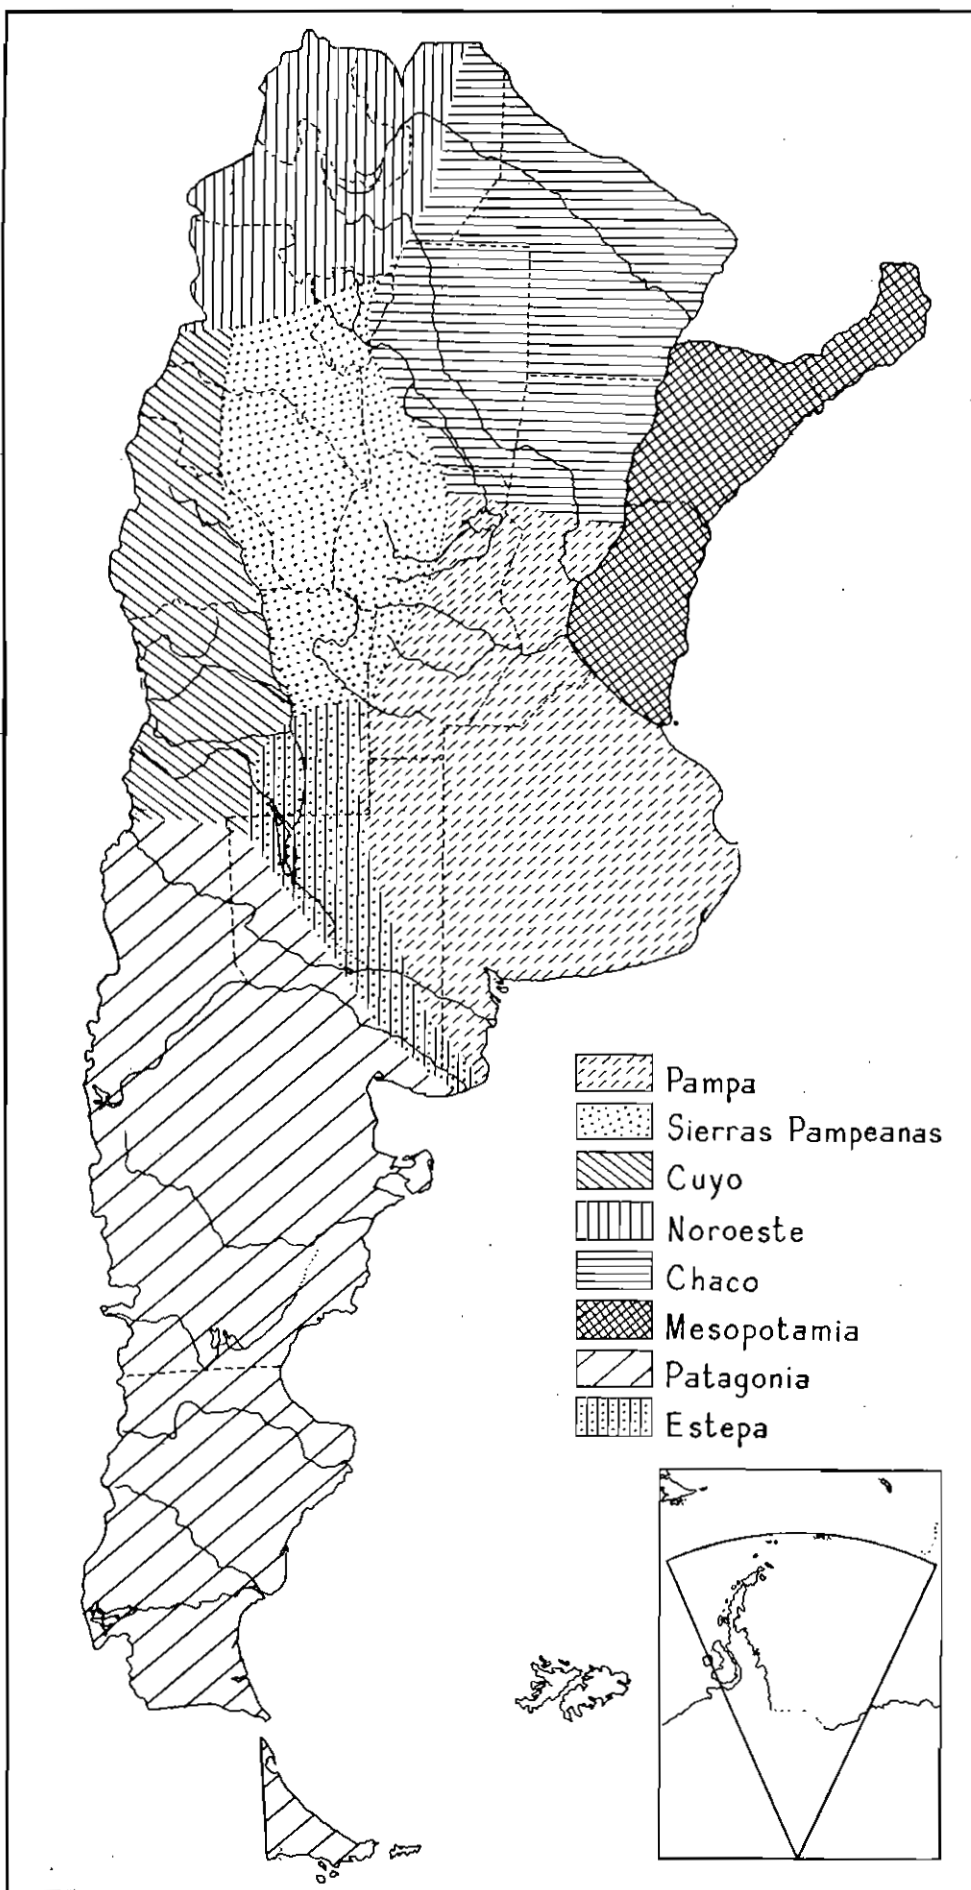 Pampa
Sierras Pampeanas
Cuyo
Noroeste
Chaco
Mesopotamia
Patagonia
Estepa